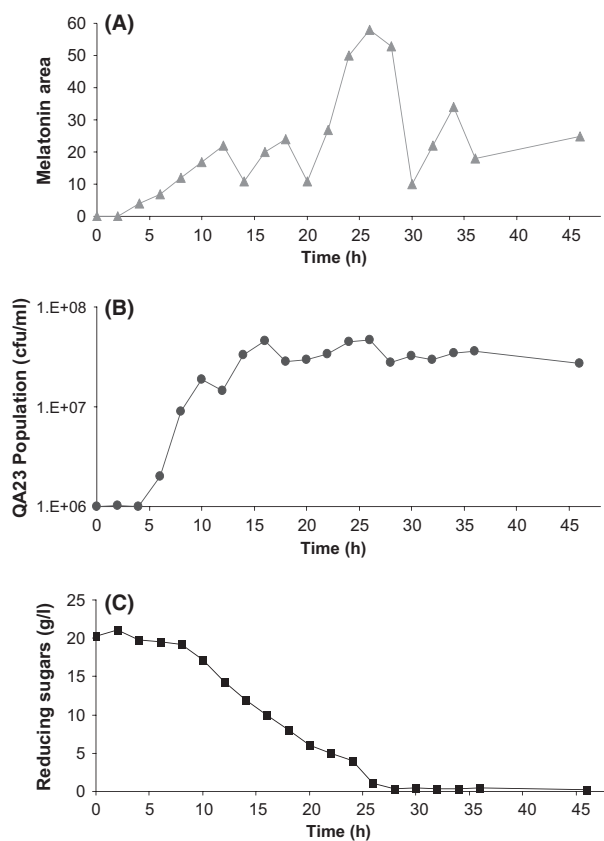 (A)
Melatonin area
60
50
40
30
20
10
0
0 5 10 15 20 25 30 35 40 45
Time (h)
(B)
QA23 Population (cfu/ml)
1.E+08
1.E+07
1.E+06
0 5 10 15 20 25 30 35 40 45
Time (h)
(C)
Reducing sugars (g/l)
25
20
15
10
5
0
0 5 10 15 20 25 30 35 40 45
Time (h)